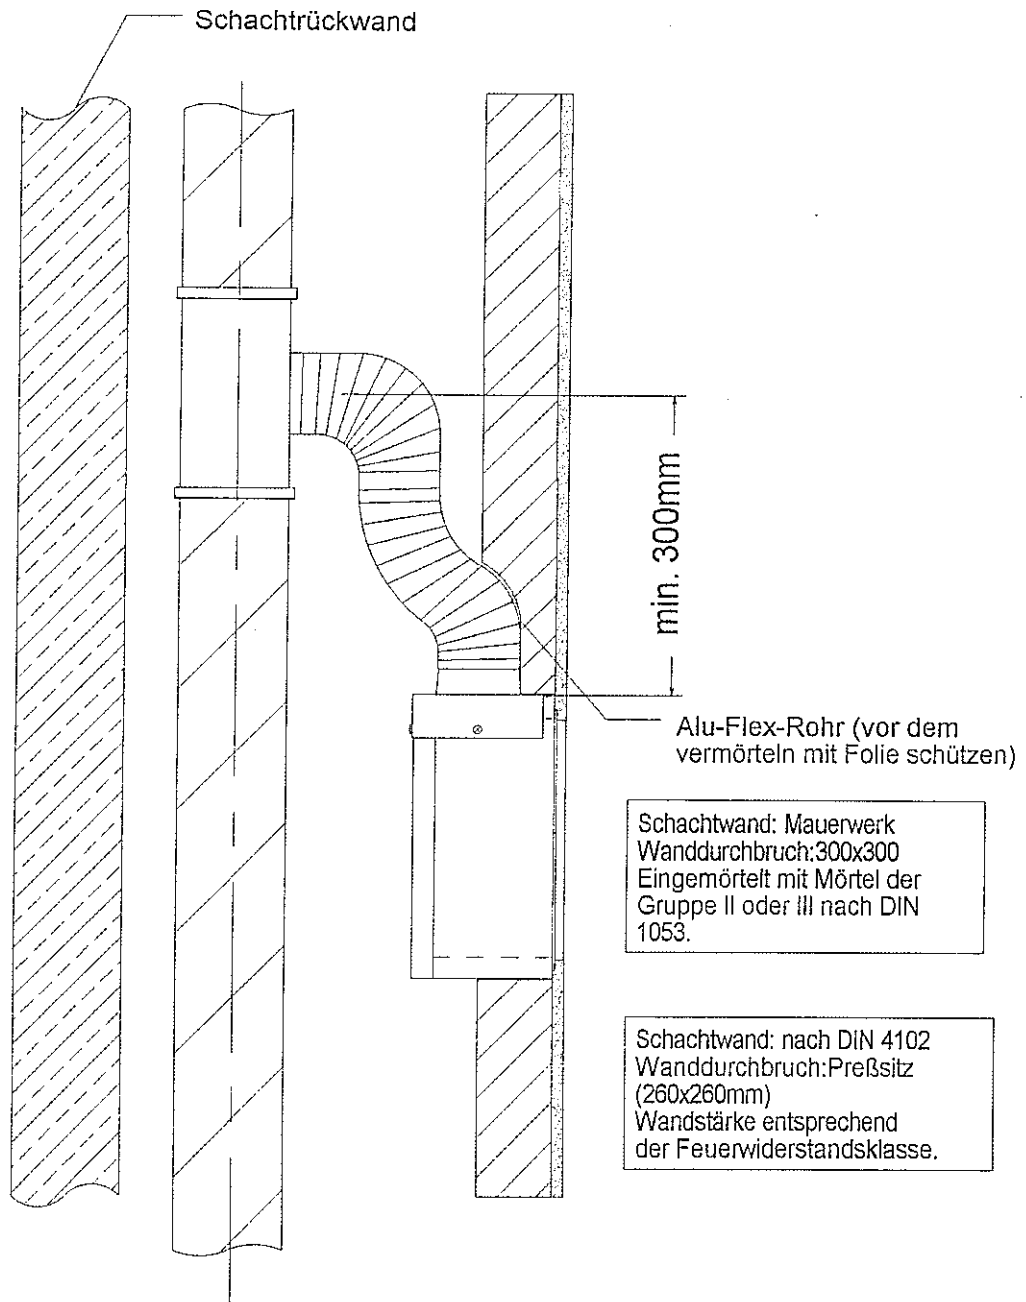 Schachtrückwand
min. 300mm
Alu-Flex-Rohr (vor dem
vermörteln mit Folie schützen)
Schachtwand: Mauerwerk
Wanddurchbruch:300x300
Eingemörtelt mit Mörtel der
Gruppe II oder III nach DIN
1053.
Schachtwand: nach DIN 4102
Wanddurchbruch:Preßsitz
(260x260mm)
Wandstärke entsprechend
der Feuerwiderstandsklasse.